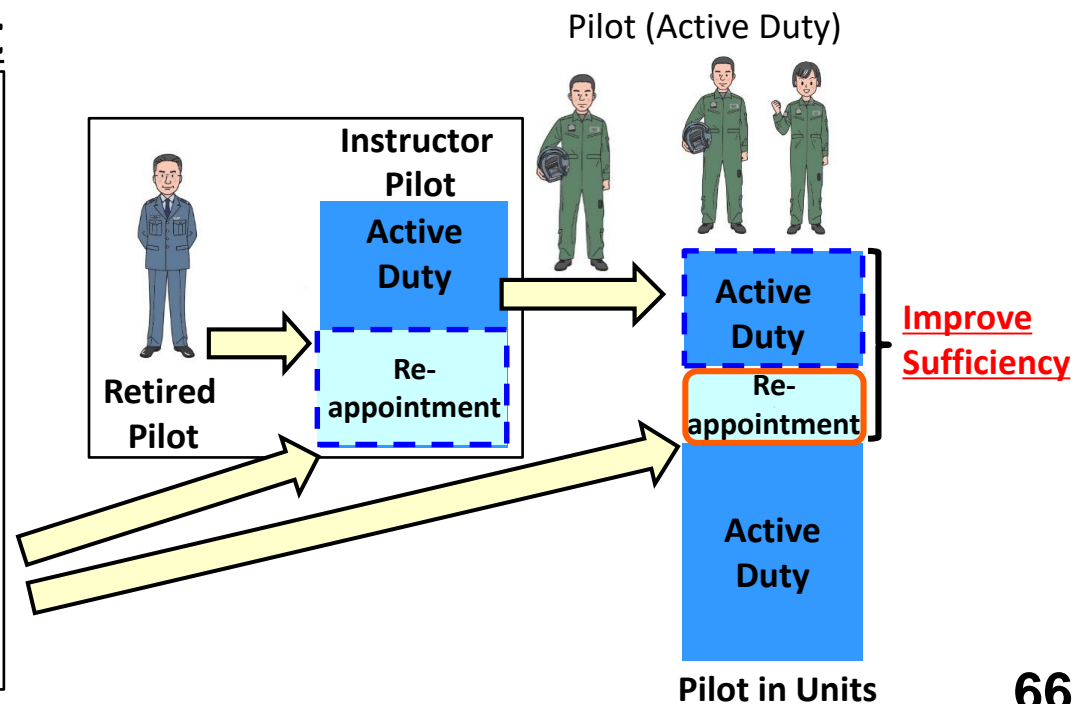 Pilot (Active Duty)
Instructor
Pilot
Active
Duty
Re-
appointment
Retired
Pilot
Active
Duty
Re-
appointment
Active
Duty
Improve
Sufficiency
Pilot in Units
66